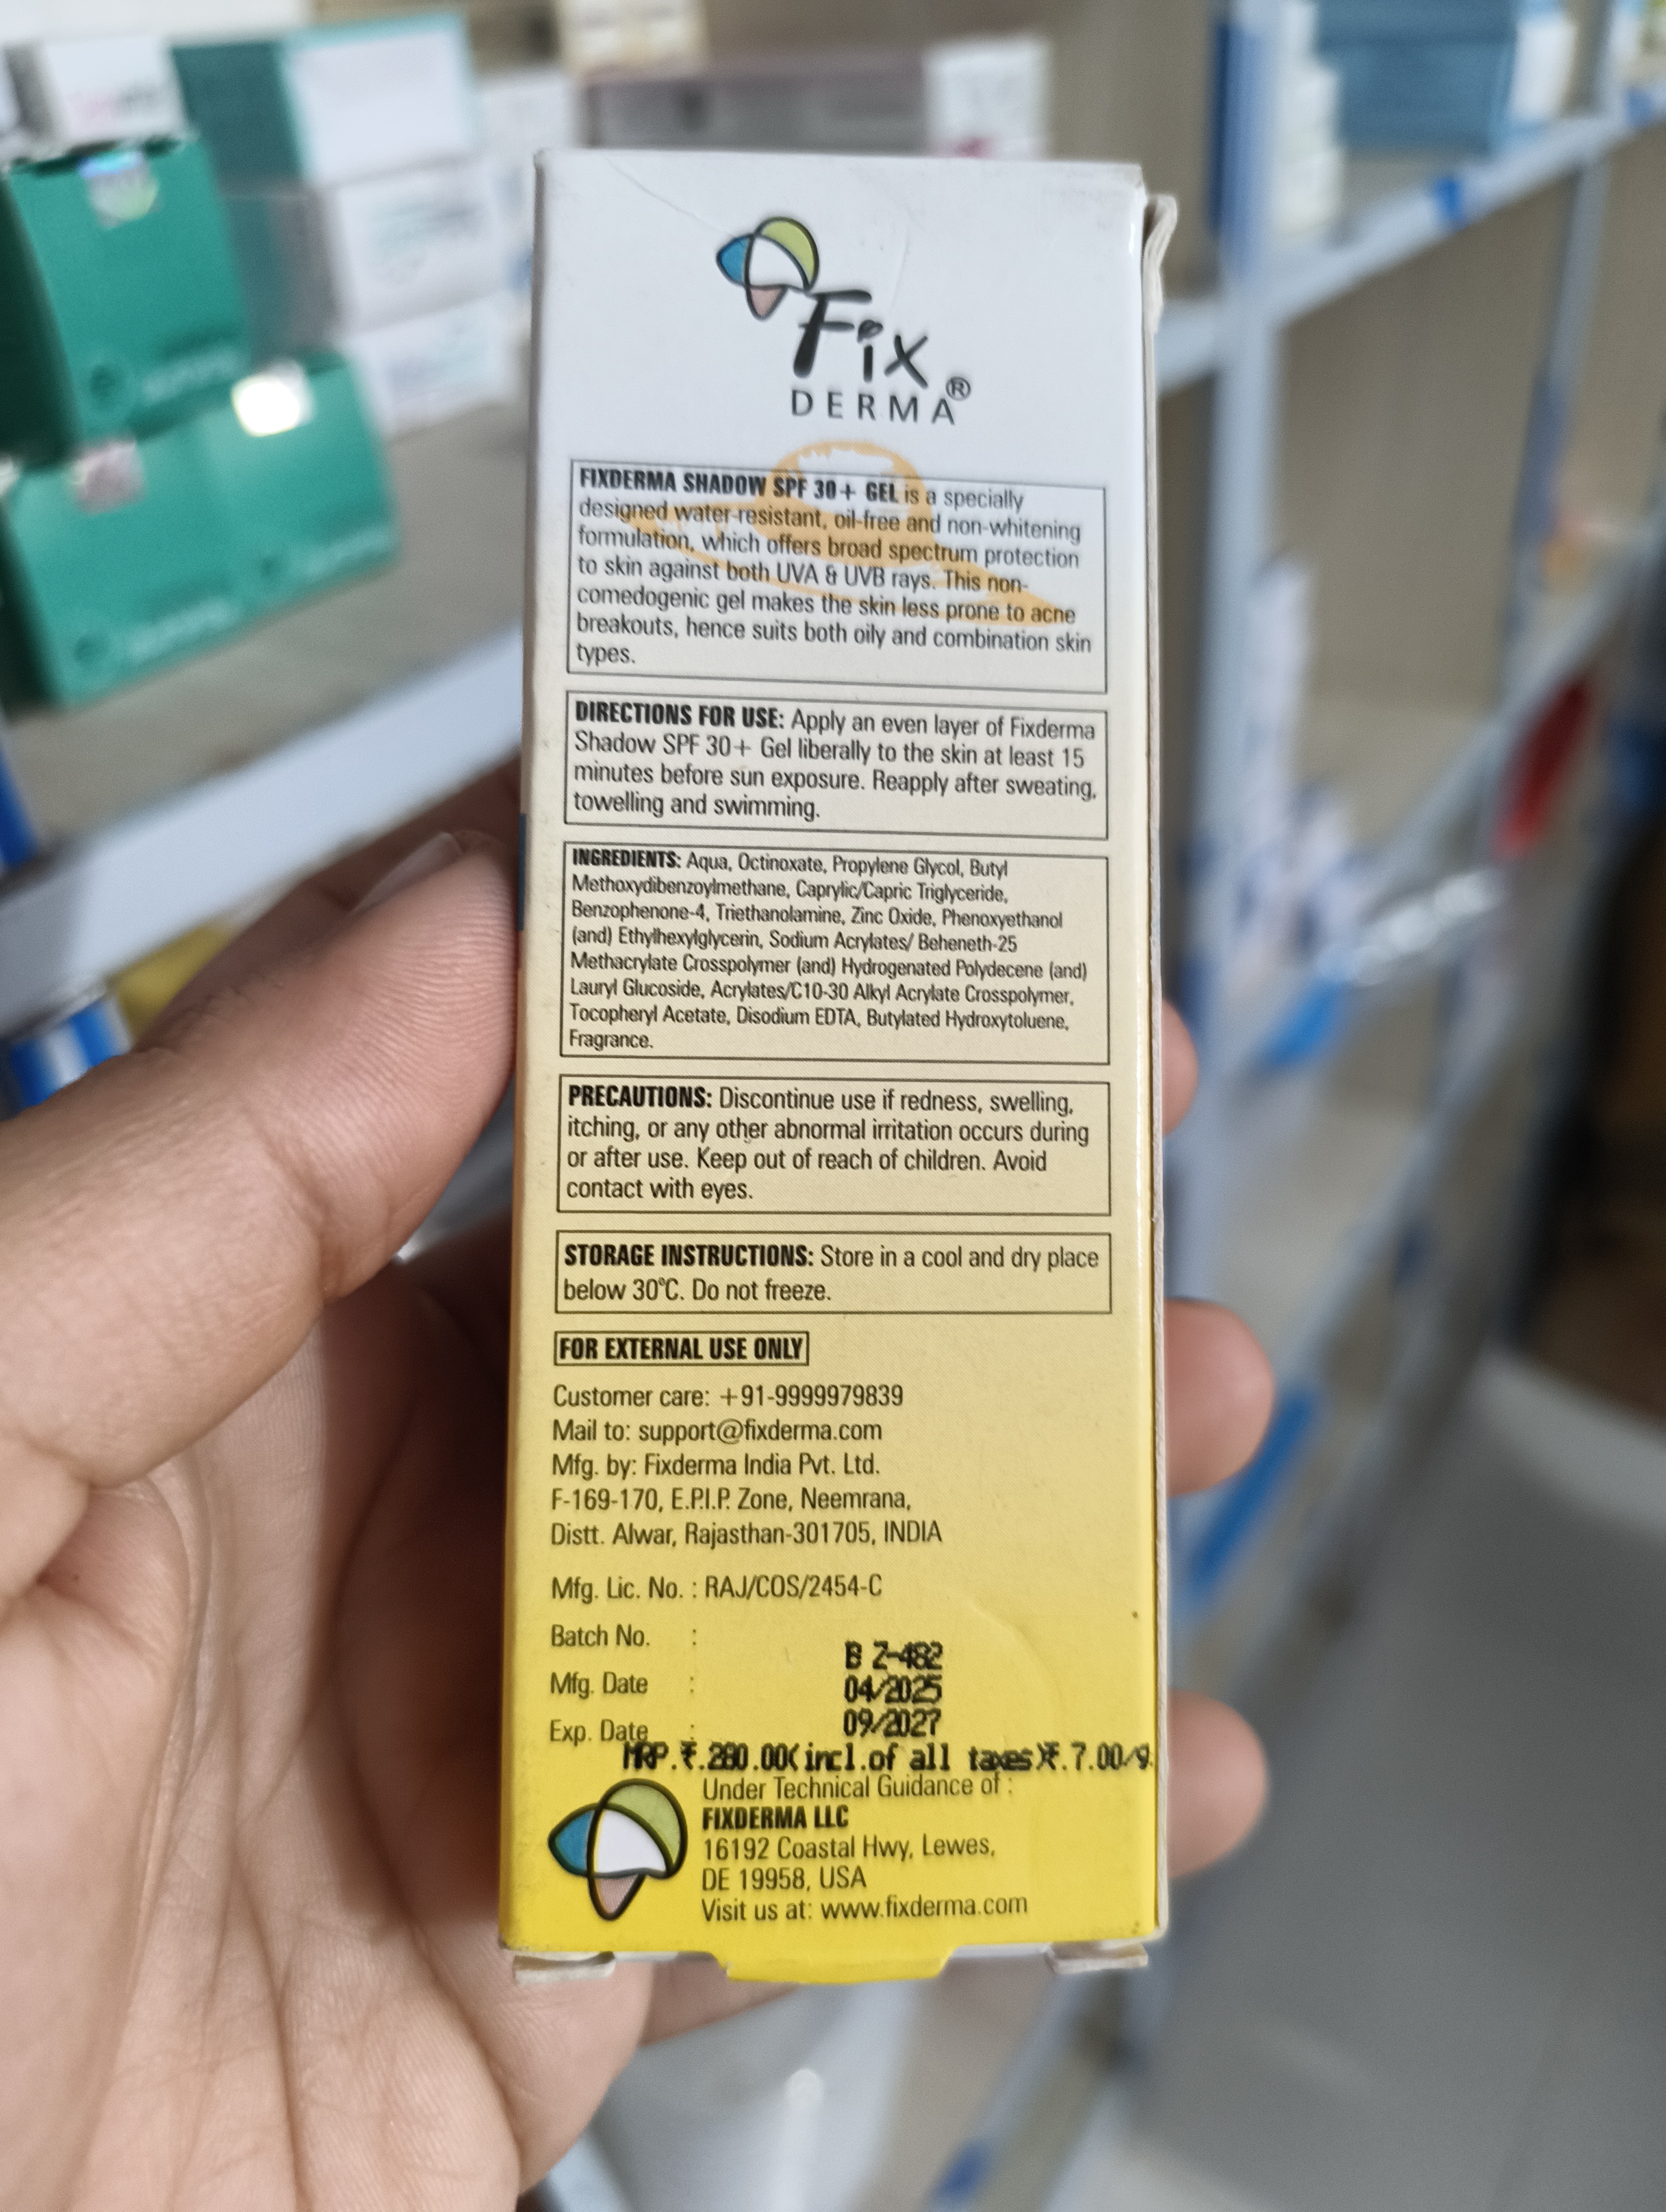 Fix
DERMA®
FIXDERMA SHADOW SPF 30+ GEL is a specially
designed water-resistant, oil-free and non-whitening
formulation, which offers broad spectrum protection
to skin against both UVA & UVB rays. This non-
comedogenic gel makes the skin less prone to acne
breakouts, hence suits both oily and combination skin
types.
DIRECTIONS FOR USE: Apply an even layer of Fixderma
Shadow SPF 30+ Gel liberally to the skin at least 15
minutes before sun exposure. Reapply after sweating,
towelling and swimming.
INGREDIENTS: Aqua, Octinoxate, Propylene Glycol, Butyl
Methoxydibenzoylmethane, Caprylic/Capric Triglyceride,
Benzophenone-4, Triethanolamine, Zinc Oxide, Phenoxyethanol
(and) Ethylhexylglycerin, Sodium Acrylates/ Beheneth-25
Methacrylate Crosspolymer (and) Hydrogenated Polydecene (and)
Lauryl Glucoside, Acrylates/C10-30 Alkyl Acrylate Crosspolymer,
Tocopheryl Acetate, Disodium EDTA, Butylated Hydroxytoluene,
Fragrance.
PRECAUTIONS: Discontinue use if redness, swelling,
itching, or any other abnormal irritation occurs during
or after use. Keep out of reach of children. Avoid
contact with eyes.
STORAGE INSTRUCTIONS: Store in a cool and dry place
below 30°C. Do not freeze.
FOR EXTERNAL USE ONLY
Customer care: +91-9999979839
Mail to: support@fixderma.com
Mfg. by: Fixderma India Pvt. Ltd.
F-169-170, E.P.I.P. Zone, Neemrana,
Distt. Alwar, Rajasthan-301705, INDIA
Mfg. Lic. No. : RAJ/COS/2454-C
Batch No. : B Z-482
Mfg. Date : 04/2025
Exp. Date : 09/2027
MRP.₹.280.00(incl.of all taxes)₹.7.00/g
Under Technical Guidance of :
FIXDERMA LLC
16192 Coastal Hwy, Lewes,
DE 19958, USA
Visit us at: www.fixderma.com